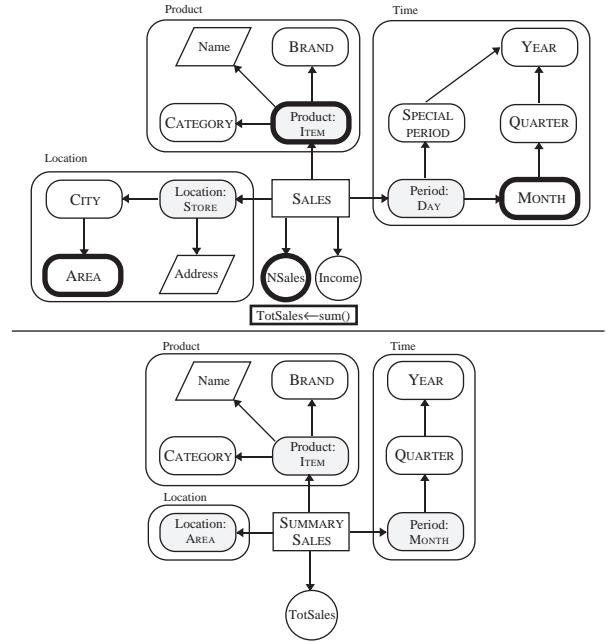 Product
Time
Name
BRAND
YEAR
CATEGORY
Product:
ITEM
SPECIAL
PERIOD
QUARTER
Location
CITY
Location:
STORE
SALES
Period:
DAY
MONTH
AREA
Address
NSales
Income
TotSales←sum()
Product
Time
Name
BRAND
YEAR
CATEGORY
Product:
ITEM
QUARTER
Location
Location:
AREA
SUMMARY
SALES
Period:
MONTH
TotSales